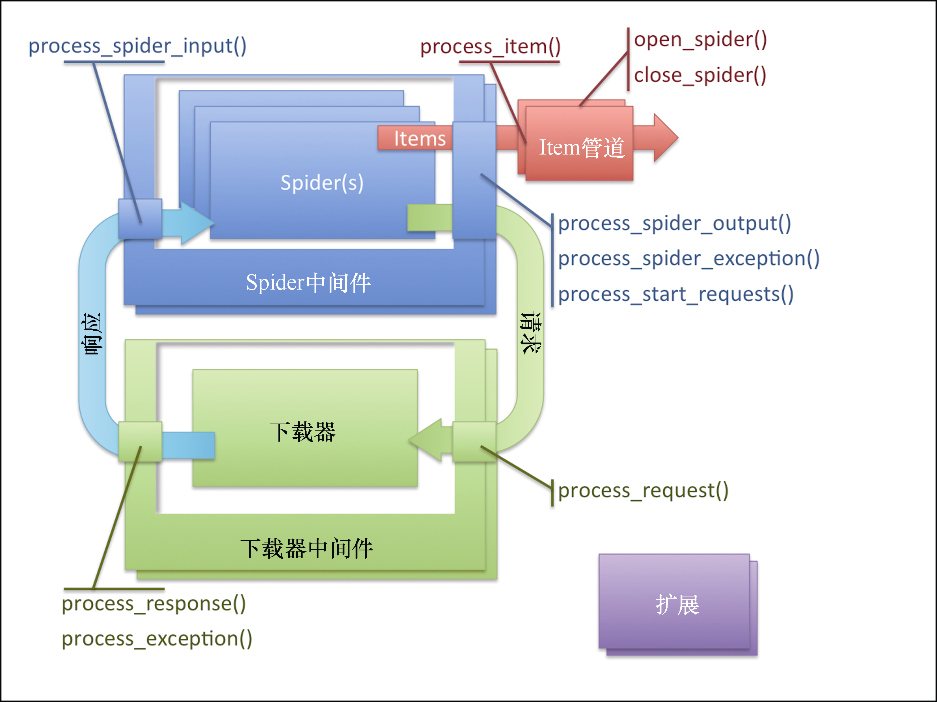 process_spider_input()
process_item()
open_spider()
close_spider()
Items
Item管道
Spider(s)
process_spider_output()
process_spider_exception()
process_start_requests()
Spider中间件
响应
请求
下载器
process_request()
下载器中间件
process_response()
process_exception()
扩展